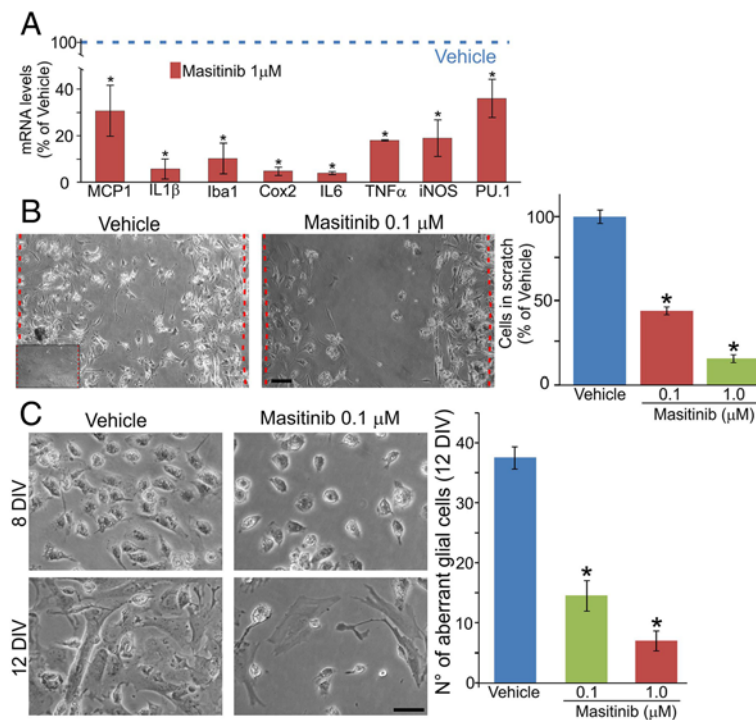 A
100
Vehicle
Masitinib 1μM
mRNA levels
(% of Vehicle)
40
20
0
* * * * * * * *
MCP1 IL1β Iba1 Cox2 IL6 TNFα iNOS PU.1
B
Vehicle
Masitinib 0.1 μM
Cells in scratch
(% of Vehicle)
100
50
0
*
*
Vehicle 0.1 1.0
Masitinib (μM)
C
Vehicle
Masitinib 0.1 μM
8 DIV
12 DIV
N° of aberrant glial cells (12 DIV)
40
30
20
10
0
*
*
Vehicle 0.1 1.0
Masitinib (μM)